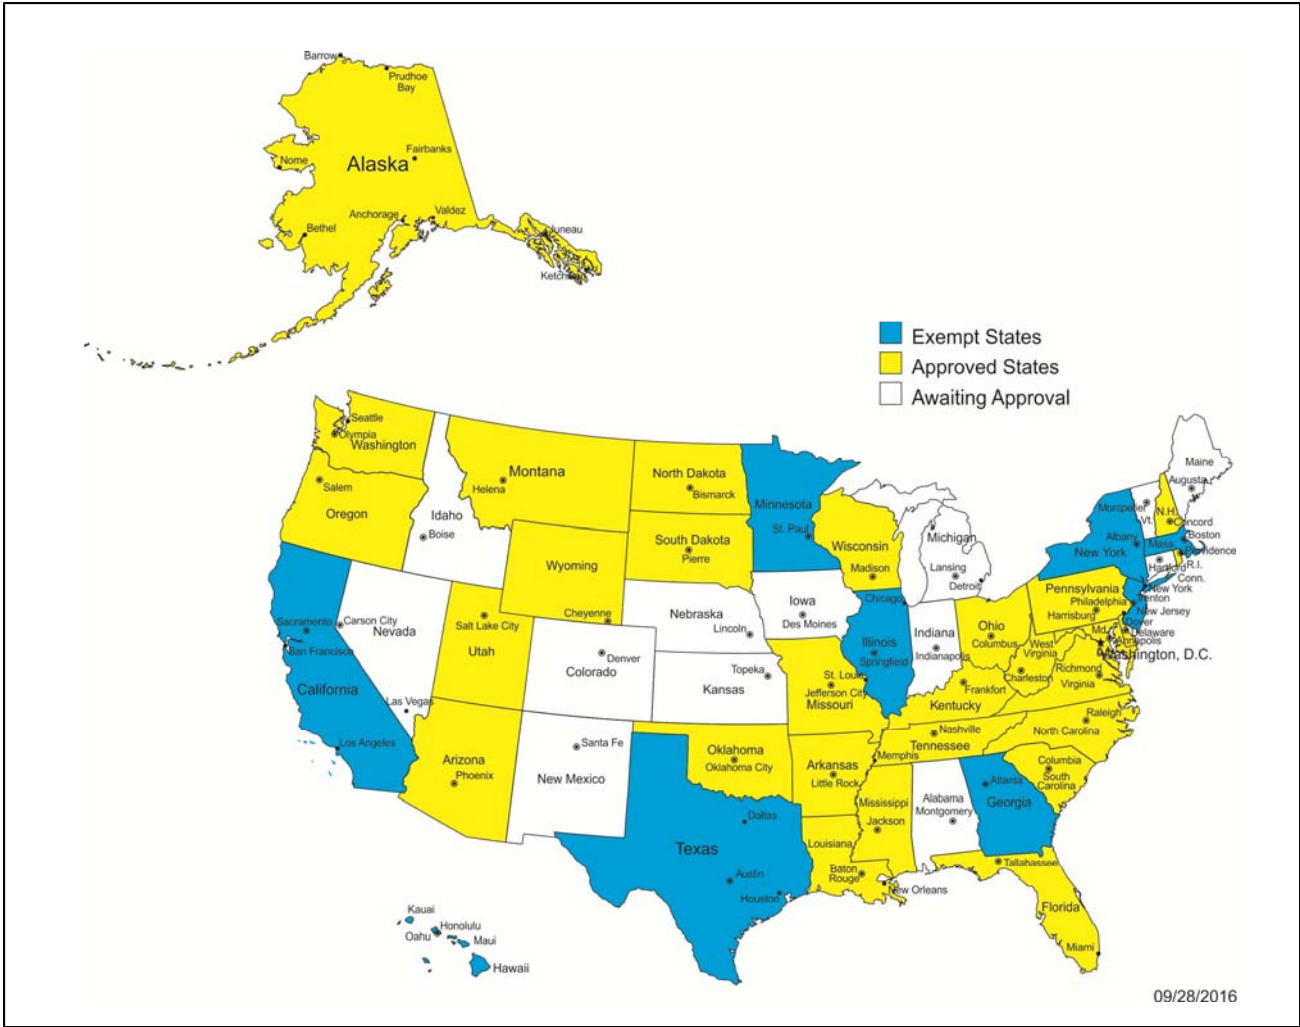 Barrow
Prudhoe
Bay
Fairbanks
Nome
Alaska
Anchorage
Valdez
Bethel
Juneau
Exempt States
Approved States
Awaiting Approval
Seattle
Olympia
Washington
Montana
Helena
North Dakota
Bismarck
Minnesota
St. Paul
Maine
Augusta
Salem
Oregon
Idaho
Boise
South Dakota
Pierre
Wisconsin
Madison
Michigan
Lansing
Detroit
Montpelier
Vt.
N.H.
Concord
Albany
New York
Mass.
Boston
Providence
Hartford
R.I.
Conn.
New York
Wyoming
Cheyenne
Nebraska
Lincoln
Iowa
Des Moines
Chicago
Illinois
Springfield
Indiana
Indianapolis
Ohio
Columbus
Pennsylvania
Philadelphia
Harrisburg
Trenton
New Jersey
Dover
Delaware
Md.
Annapolis
Washington, D.C.
West
Virginia
Charleston
Richmond
Virginia
Sacramento
San Francisco
California
Los Angeles
Carson City
Nevada
Las Vegas
Salt Lake City
Utah
Denver
Colorado
Topeka
Kansas
St. Louis
Jefferson City
Missouri
Frankfort
Kentucky
Raleigh
North Carolina
Nashville
Tennessee
Memphis
Arizona
Phoenix
Santa Fe
New Mexico
Oklahoma
Oklahoma City
Arkansas
Little Rock
Columbia
South
Carolina
Atlanta
Georgia
Alabama
Montgomery
Mississippi
Jackson
Texas
Dallas
Austin
Houston
Louisiana
Baton
Rouge
New Orleans
Tallahassee
Florida
Miami
Kauai
Honolulu
Oahu
Maui
Hawaii
09/28/2016